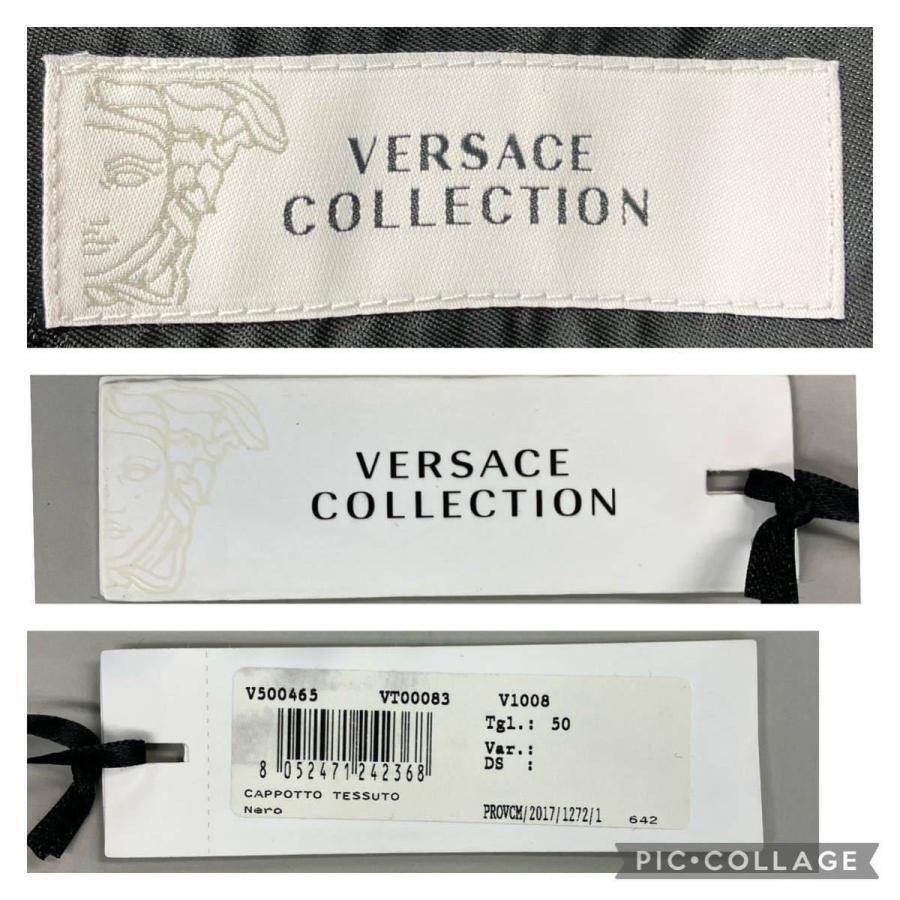 VERSACE
COLLECTION
VERSACE
COLLECTION
V500465 VT00083 V1008
Tgl.: 50
Var.:
DS :
8 052471 242368
CAPPOTTO TESSUTO
Nero
PROVCM/2017/1272/1 642
PIC•COLLAGE